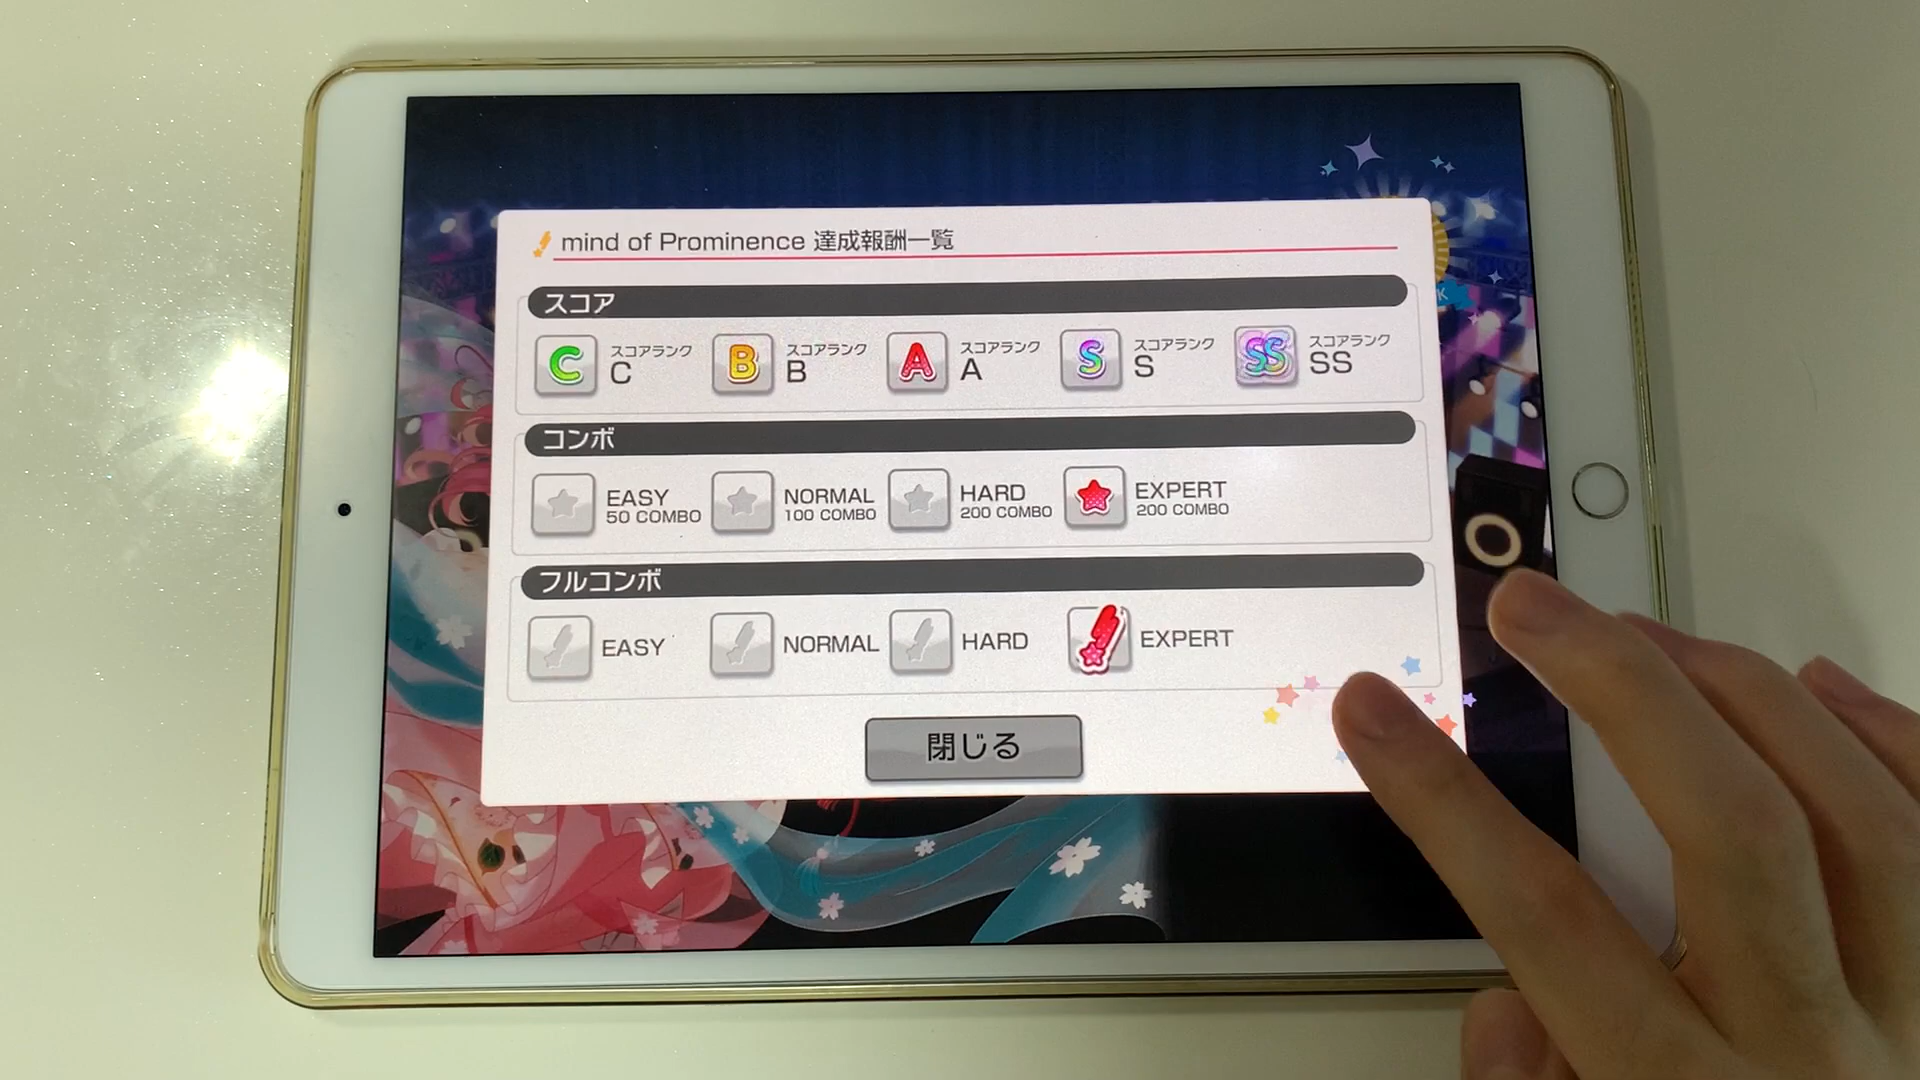 mind of Prominence 達成報酬一覧
スコア
C スコアランク C
B スコアランク B
A スコアランク A
S スコアランク S
SS スコアランク SS
コンボ
EASY 50 COMBO
NORMAL 100 COMBO
HARD 200 COMBO
EXPERT 200 COMBO
フルコンボ
EASY
NORMAL
HARD
EXPERT
閉じる